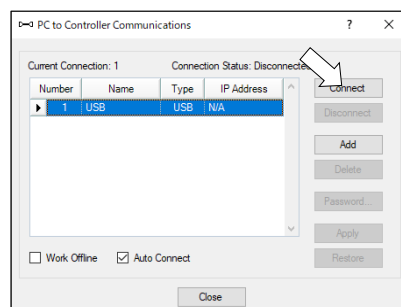 PC to Controller Communications
Current Connection: 1 Connection Status: Disconnected
Number Name Type IP Address
1 USB USB N/A
Connect
Disconnect
Add
Delete
Password...
Apply
Restore
Work Offline Auto Connect
Close